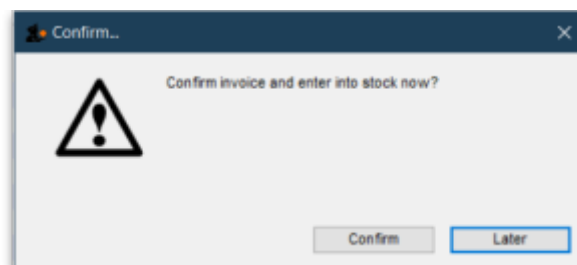 Confirm...
Confirm invoice and enter into stock now?
Confirm
Later